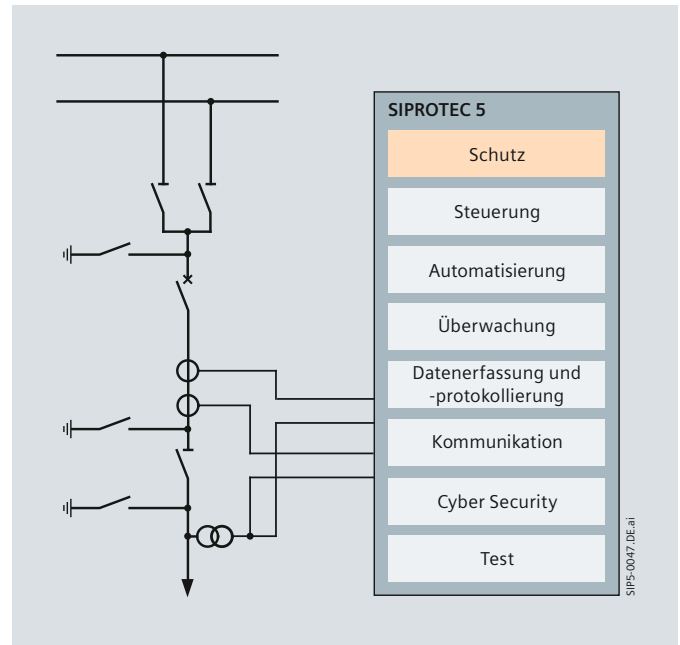 SIPROTEC 5
Schutz
Steuerung
Automatisierung
Überwachung
Datenerfassung und
-protokollierung
Kommunikation
Cyber Security
Test
SIP5-0047.DE.ai